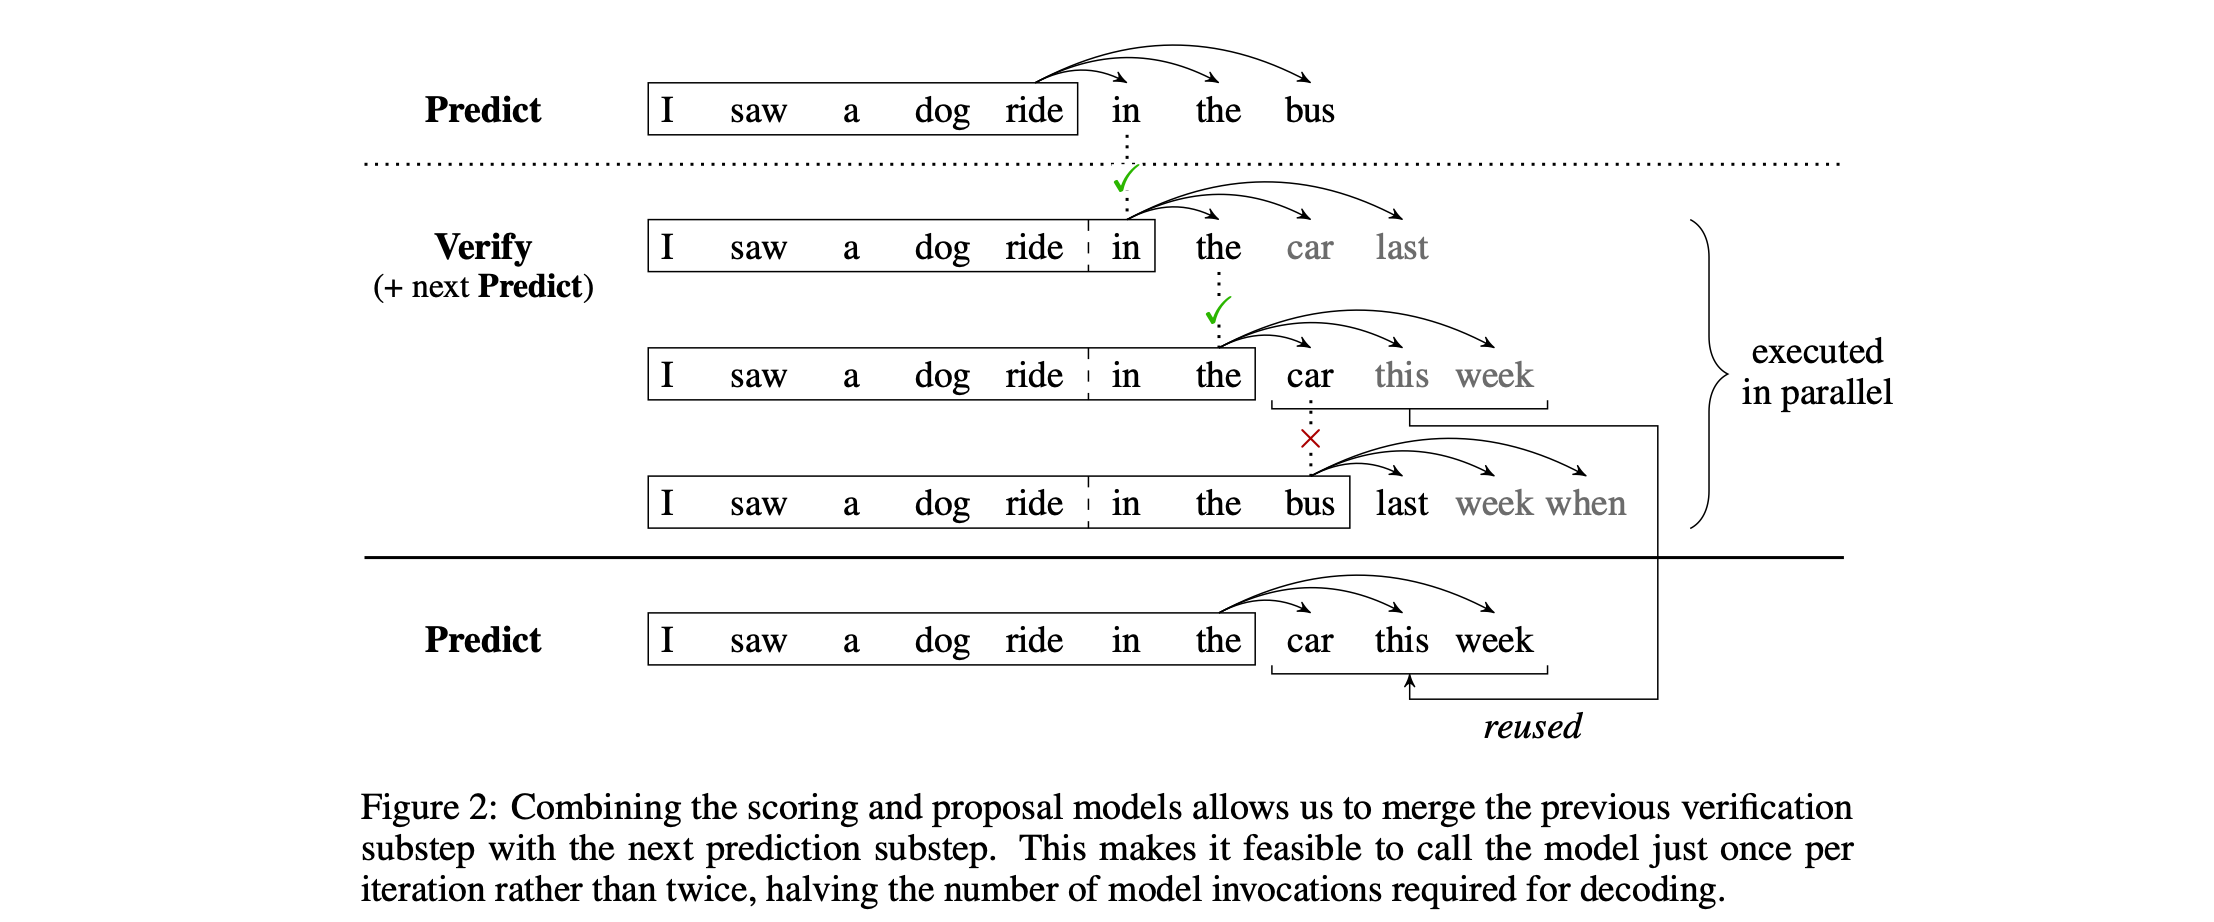 Predict I saw a dog ride in the bus
Verify I saw a dog ride in the car last
(+ next Predict)
I saw a dog ride in the car this week
executed
in parallel
I saw a dog ride in the bus last week when
Predict I saw a dog ride in the car this week
reused
Figure 2: Combining the scoring and proposal models allows us to merge the previous verification
substep with the next prediction substep. This makes it feasible to call the model just once per
iteration rather than twice, halving the number of model invocations required for decoding.